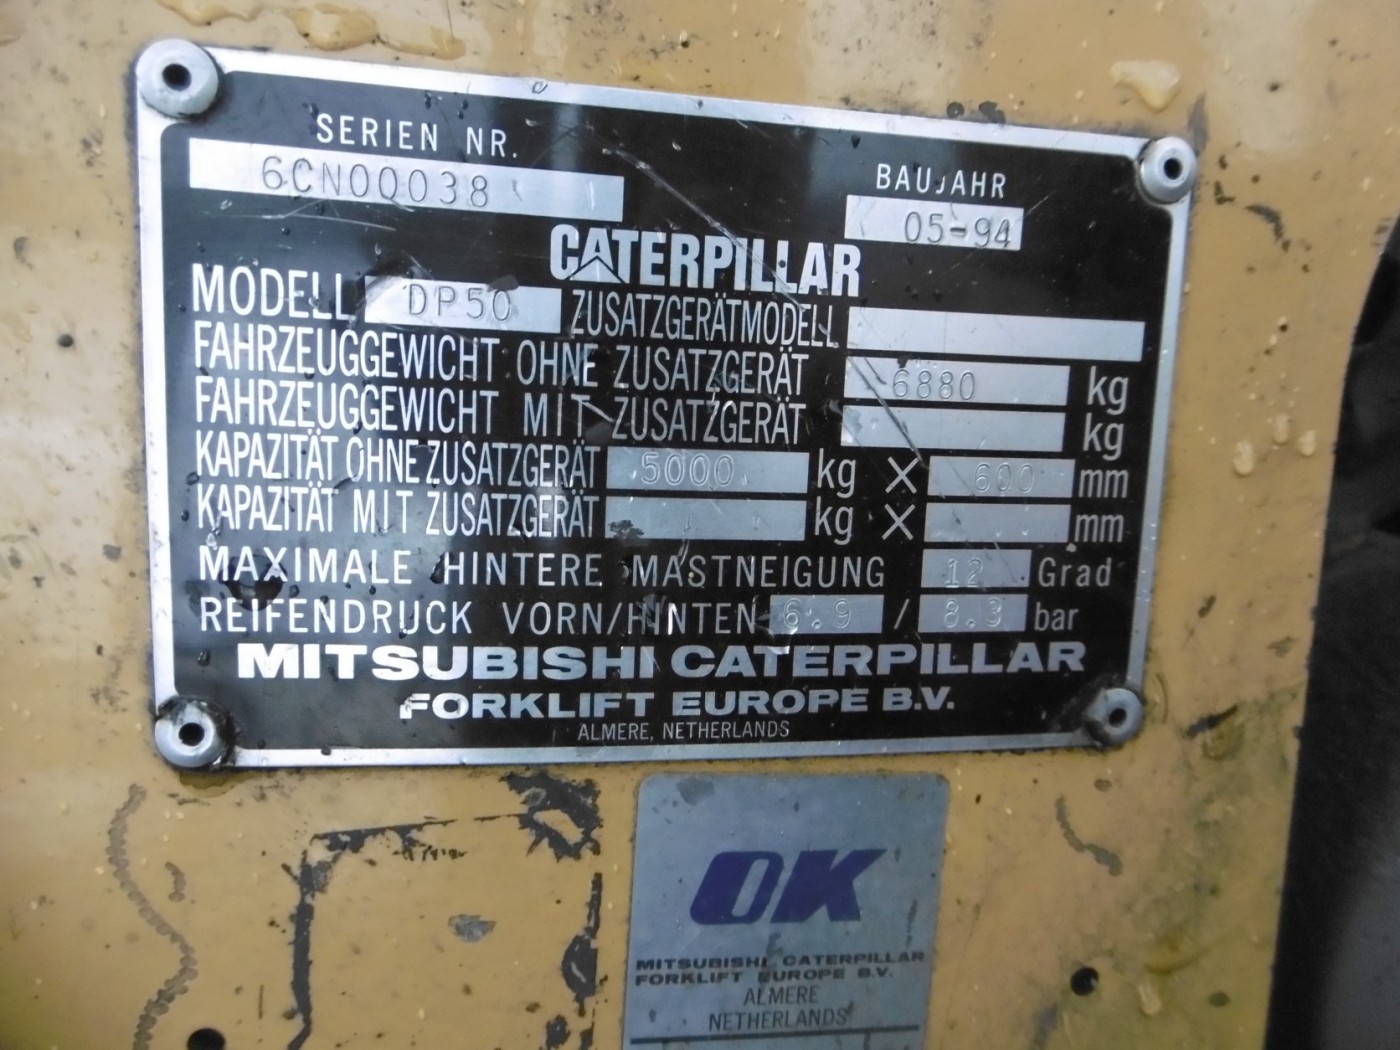 SERIEN NR.
6CN00038
BAUJAHR
05-94
CATERPILLAR
MODELL DP50 ZUSATZGERÄTMODELL
FAHRZEUGGEWICHT OHNE ZUSATZGERÄT 6880 kg
FAHRZEUGGEWICHT MIT ZUSATZGERÄT kg
KAPAZITÄT OHNE ZUSATZGERÄT 5000 kg X 600 mm
KAPAZITÄT MIT ZUSATZGERÄT kg X mm
MAXIMALE HINTERE MASTNEIGUNG 12 Grad
REIFENDRUCK VORN/HINTEN 6.9 / 8.3 bar
MITSUBISHI CATERPILLAR
FORKLIFT EUROPE B.V.
ALMERE, NETHERLANDS
OK
MITSUBISHI CATERPILLAR
FORKLIFT EUROPE B.V.
ALMERE
NETHERLANDS